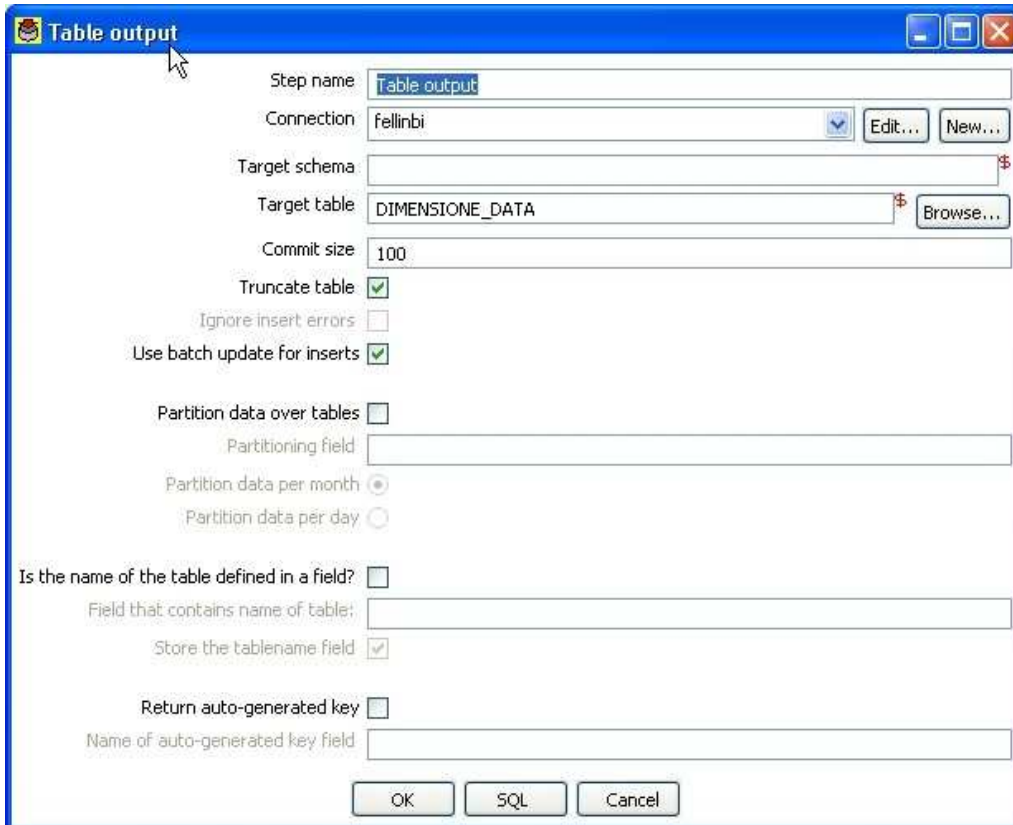 Table output
Step name Table output
Connection fellinbi Edit... New...
Target schema $
Target table DIMENSIONE_DATA $ Browse...
Commit size 100
Truncate table
Ignore insert errors
Use batch update for inserts
Partition data over tables
Partitioning field
Partition data per month
Partition data per day
Is the name of the table defined in a field?
Field that contains name of table:
Store the tablename field
Return auto-generated key
Name of auto-generated key field
OK SQL Cancel